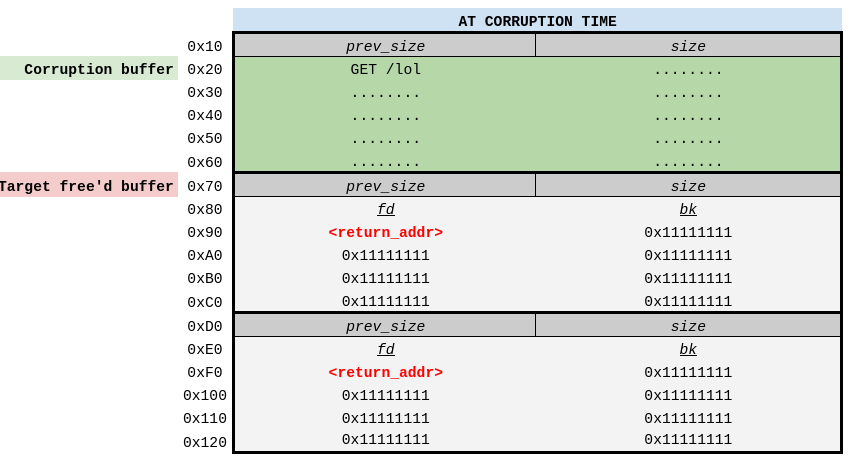 AT CORRUPTION TIME
0x10 prev_size size
Corruption buffer 0x20 GET /lol ........
0x30 ........ ........
0x40 ........ ........
0x50 ........ ........
0x60 ........ ........
Target free'd buffer 0x70 prev_size size
0x80 fd bk
0x90 <return_addr> 0x11111111
0xA0 0x11111111 0x11111111
0xB0 0x11111111 0x11111111
0xC0 0x11111111 0x11111111
0xD0 prev_size size
0xE0 fd bk
0xF0 <return_addr> 0x11111111
0x100 0x11111111 0x11111111
0x110 0x11111111 0x11111111
0x120 0x11111111 0x11111111